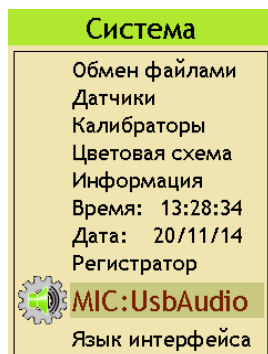 Система
Обмен файлами
Датчики
Калибраторы
Цветовая схема
Информация
Время: 13:28:34
Дата: 20/11/14
Регистратор
MIC:UsbAudio
Язык интерфейса